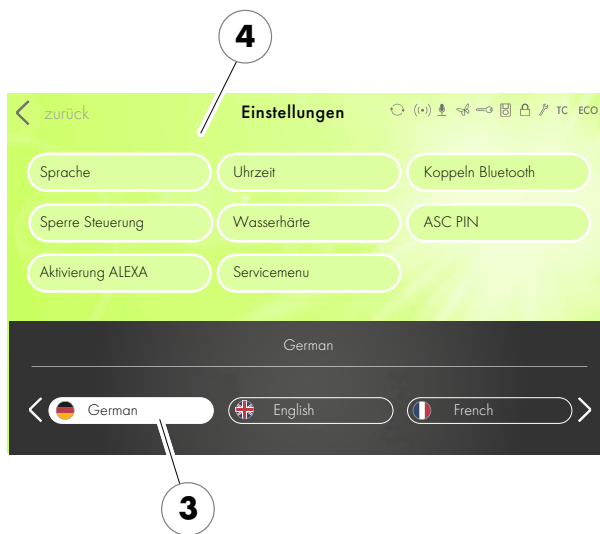 4
zurück Einstellungen TC ECO
Sprache Uhrzeit Koppeln Bluetooth
Sperre Steuerung Wasserhärte ASC PIN
Aktivierung ALEXA Servicemenu
German
German English French
3